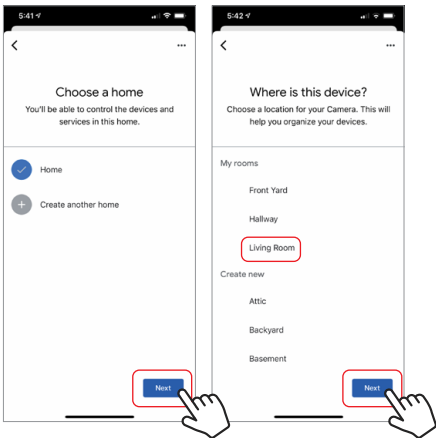 5:41
Choose a home
You'll be able to control the devices and
services in this home.
Home
Create another home
Next
5:42
Where is this device?
Choose a location for your Camera. This will
help you organize your devices.
My rooms
Front Yard
Hallway
Living Room
Create new
Attic
Backyard
Basement
Next